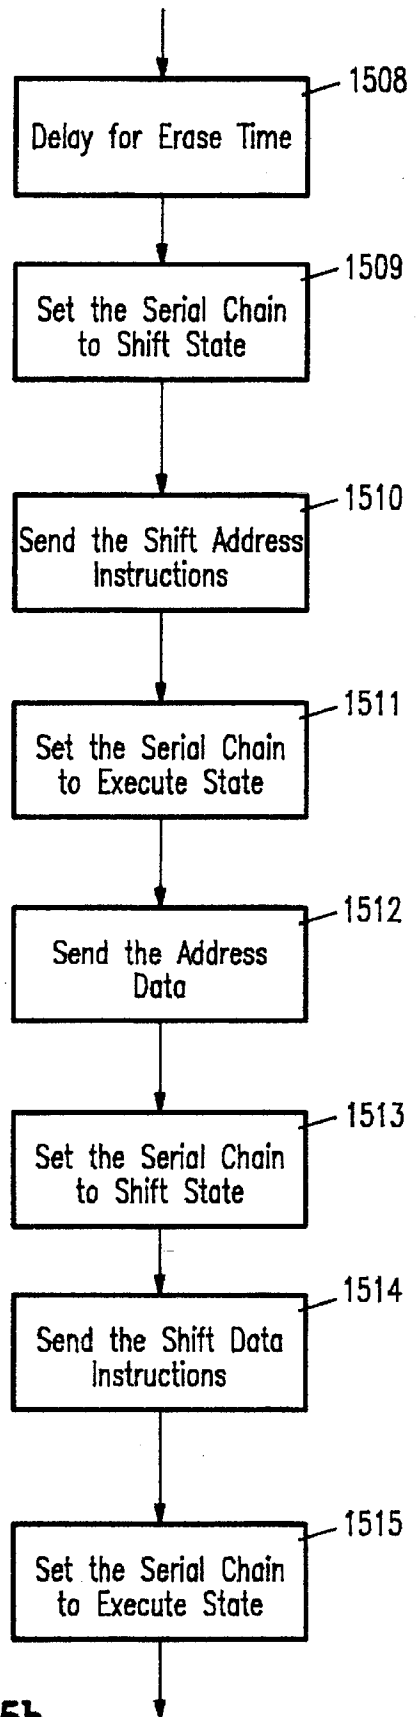 1508
Delay for Erase Time
1509
Set the Serial Chain
to Shift State
1510
Send the Shift Address
Instructions
1511
Set the Serial Chain
to Execute State
1512
Send the Address
Data
1513
Set the Serial Chain
to Shift State
1514
Send the Shift Data
Instructions
1515
Set the Serial Chain
to Execute State
5b